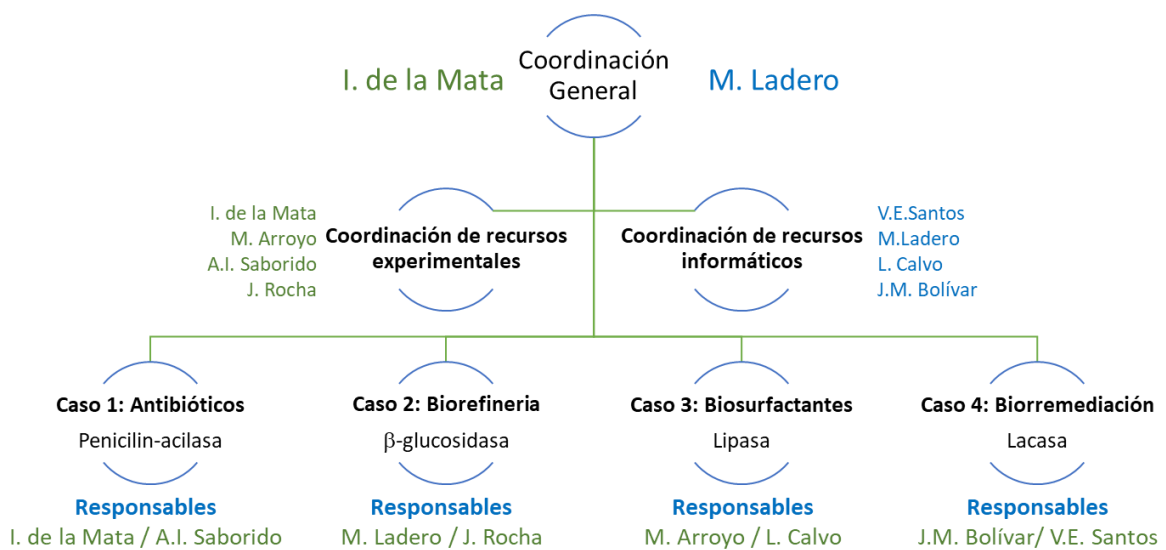 Coordinación
General
I. de la Mata
M. Ladero
I. de la Mata
M. Arroyo
A.I. Saborido
J. Rocha
Coordinación de recursos
experimentales
Coordinación de recursos
informáticos
V.E.Santos
M.Ladero
L. Calvo
J.M. Bolívar
Caso 1: Antibióticos
Penicilin-acilasa
Responsables
I. de la Mata / A.I. Saborido
Caso 2: Biorefineria
β-glucosidasa
Responsables
M. Ladero / J. Rocha
Caso 3: Biosurfactantes
Lipasa
Responsables
M. Arroyo / L. Calvo
Caso 4: Biorremediación
Lacasa
Responsables
J.M. Bolívar/ V.E. Santos